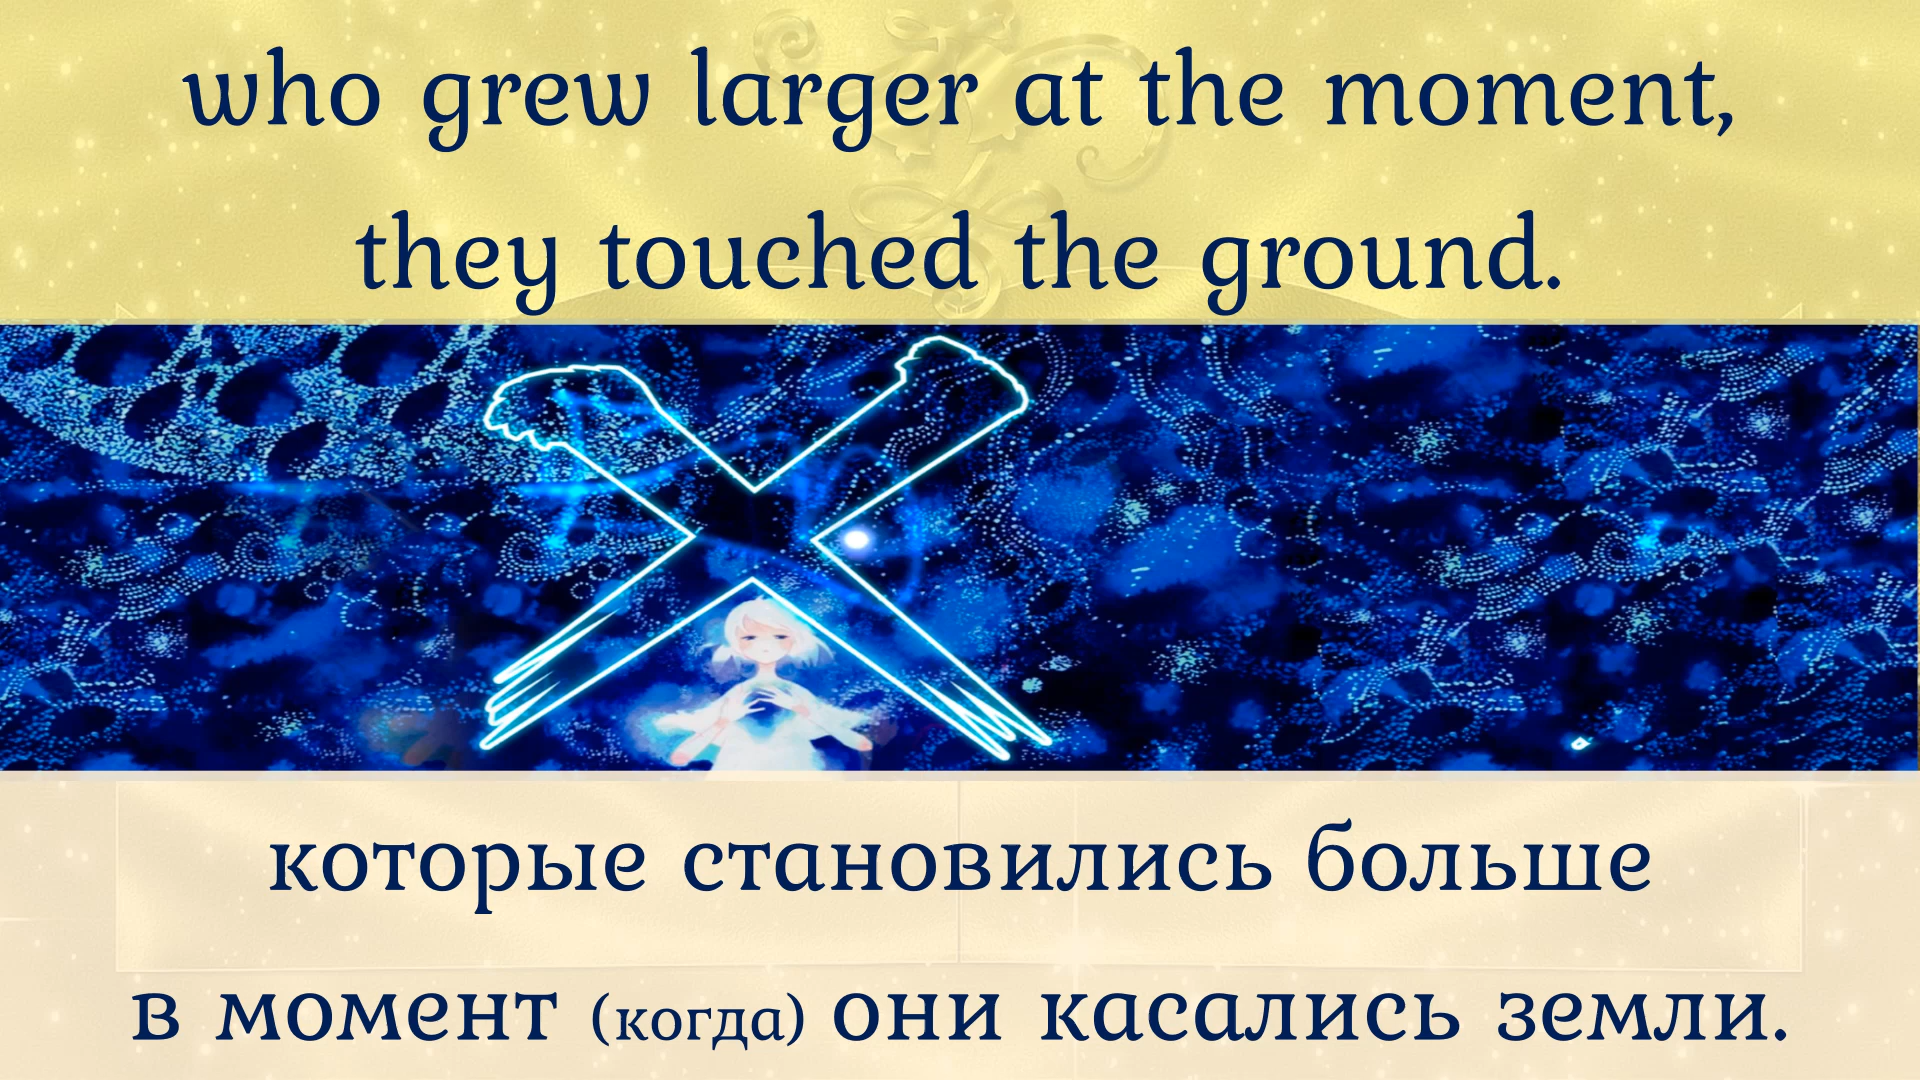 who grew larger at the moment,
they touched the ground.
которые становились больше
в момент (когда) они касались земли.